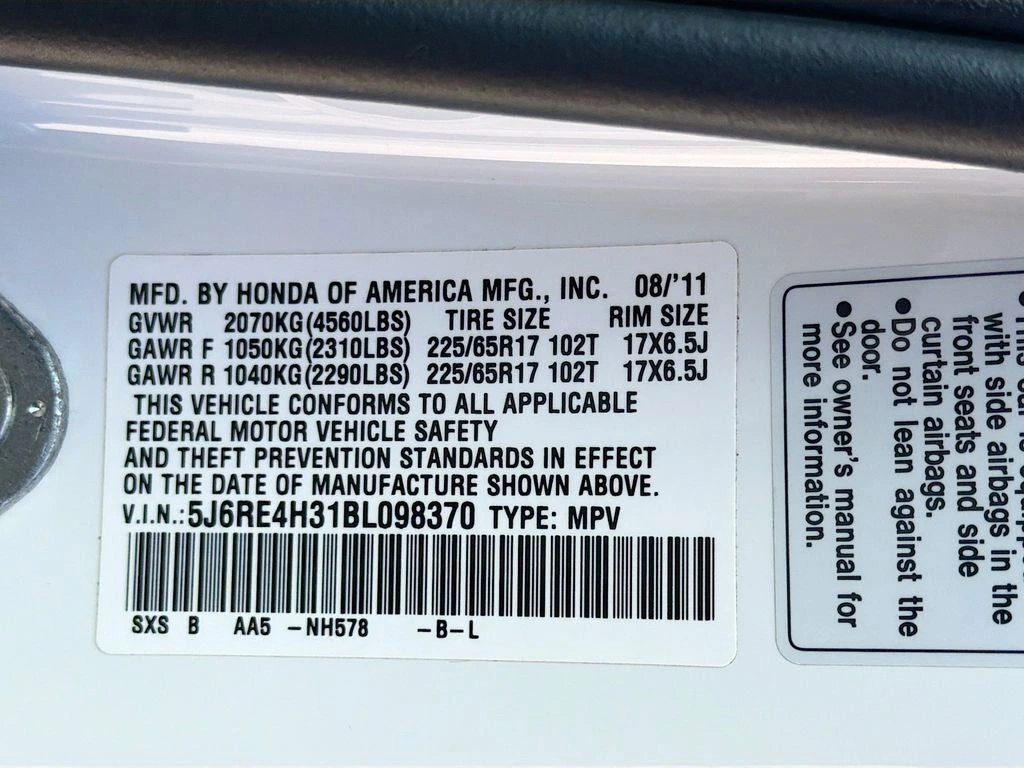 MFD. BY HONDA OF AMERICA MFG., INC. 08/'11
GVWR 2070KG(4560LBS) TIRE SIZE RIM SIZE
GAWR F 1050KG(2310LBS) 225/65R17 102T 17X6.5J
GAWR R 1040KG(2290LBS) 225/65R17 102T 17X6.5J
THIS VEHICLE CONFORMS TO ALL APPLICABLE
FEDERAL MOTOR VEHICLE SAFETY
AND THEFT PREVENTION STANDARDS IN EFFECT
ON THE DATE OF MANUFACTURE SHOWN ABOVE.
V.I.N.:5J6RE4H31BL098370 TYPE: MPV
SXS B AA5 -NH578 -B-L
with side airbags in the
front seats and side
curtain airbags.
●Do not lean against the
door.
●See owner's manual for
more information.